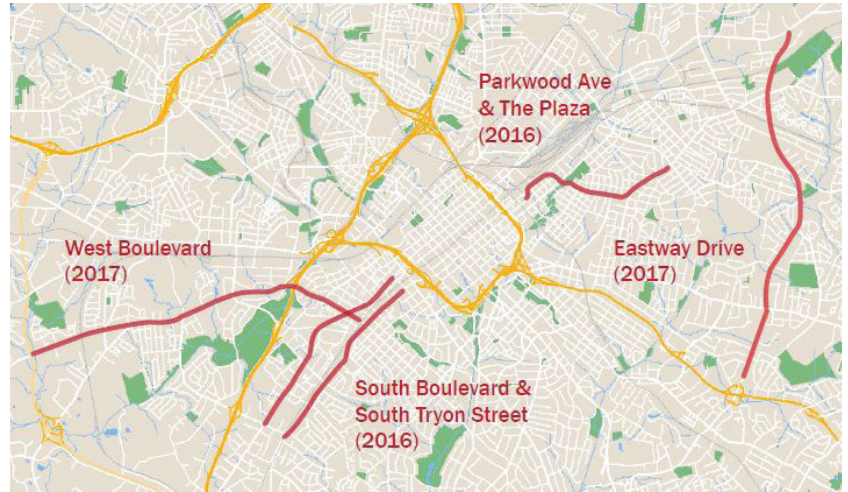 Parkwood Ave
& The Plaza
(2016)
West Boulevard
(2017)
Eastway Drive
(2017)
South Boulevard &
South Tryon Street
(2016)